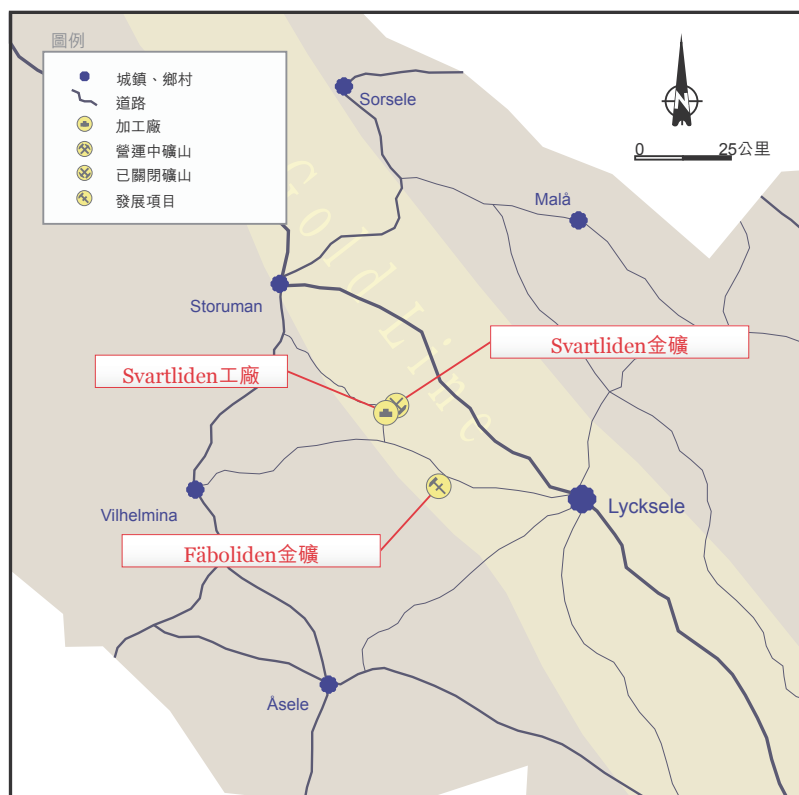 圖例
城鎮、鄉村
道路
加工廠
營運中礦山
已關閉礦山
發展項目
N
0 25公里
Sorsele
Malå
Gold Line
Storuman
Svartliden金礦
Svartliden工廠
Vilhelmina
Lycksele
Fäboliden金礦
Åsele